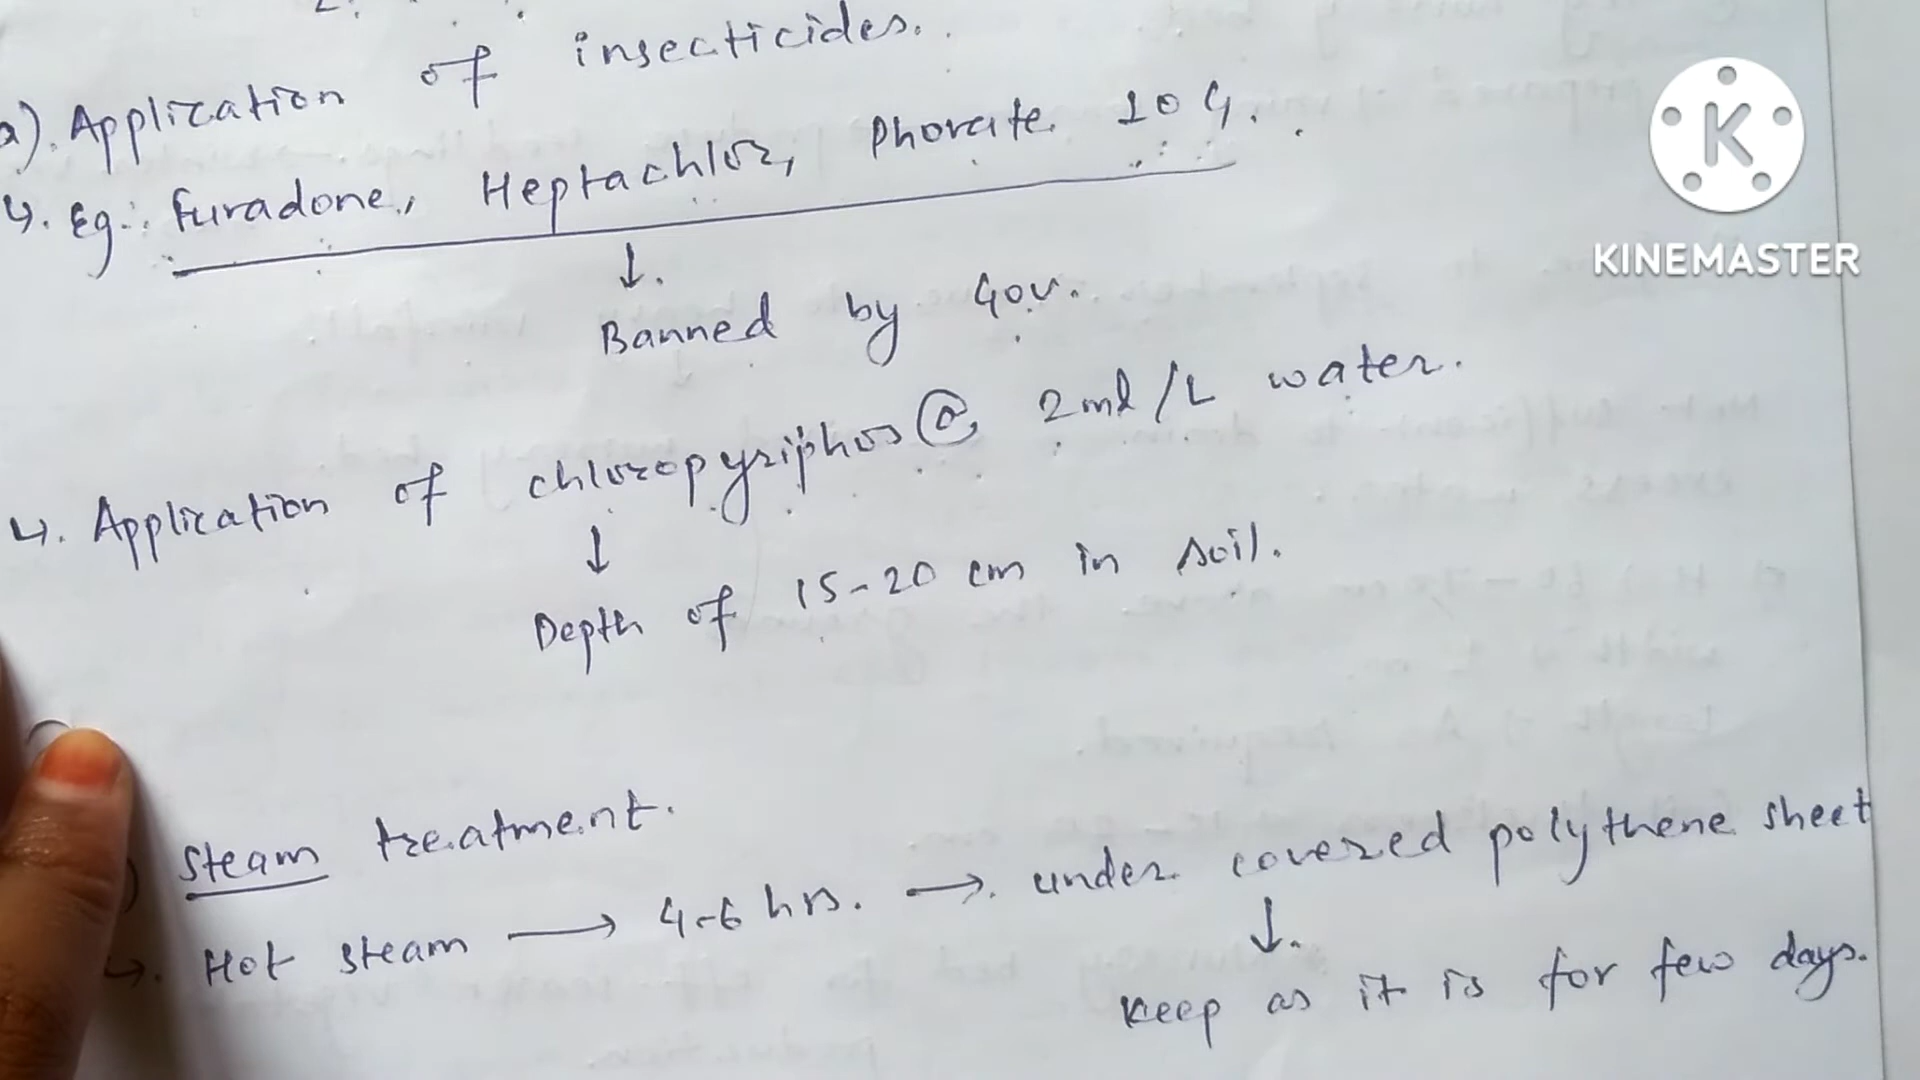 a). Application of insecticides.
↳. Eg.: furadone, Heptachlor, Phorate 10 G.
↓.
Banned by Gov.
↳. Application of chloropyriphos @ 2ml/L water.
↓
Depth of 15-20 cm in soil.
) Steam treatment.
↳. Hot steam → 4-6 hrs. →. under covered polythene sheet
↓.
Keep as it is for few days.
K
KINEMASTER